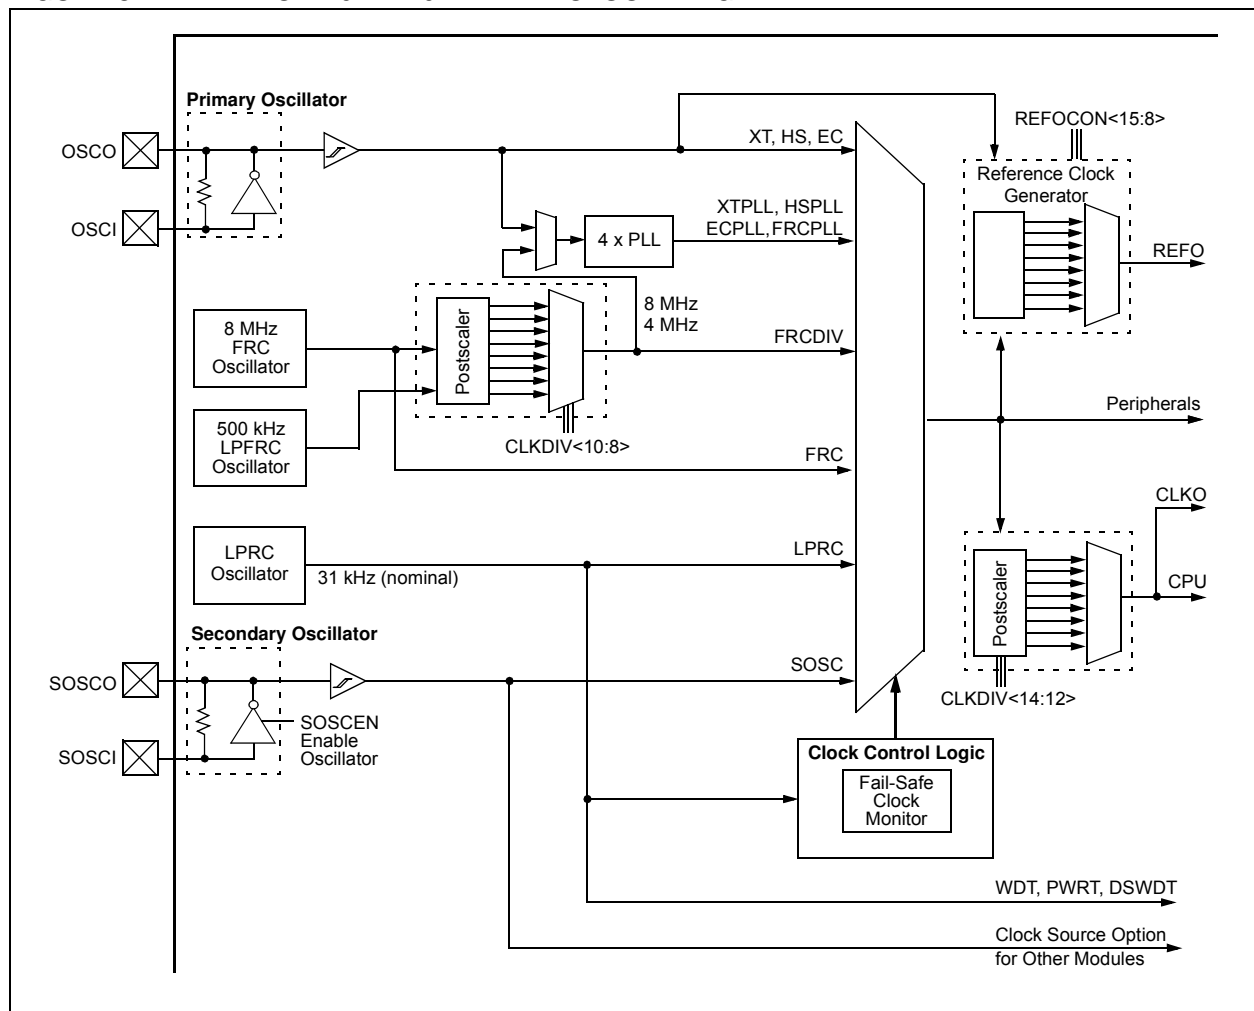 Primary Oscillator
OSCO
OSCI
XT, HS, EC
REFOCON<15:8>
Reference Clock
Generator
REFO
XTPLL, HSPLL
ECPLL,FRCPLL
4 x PLL
8 MHz
4 MHz
8 MHz
FRC
Oscillator
Postscaler
FRCDIV
Peripherals
500 kHz
LPFRC
Oscillator
CLKDIV<10:8>
FRC
CLKO
LPRC
Oscillator
31 kHz (nominal)
LPRC
CPU
Postscaler
CLKDIV<14:12>
Secondary Oscillator
SOSCO
SOSCI
SOSCEN
Enable
Oscillator
SOSC
Clock Control Logic
Fail-Safe
Clock
Monitor
WDT, PWRT, DSWDT
Clock Source Option
for Other Modules